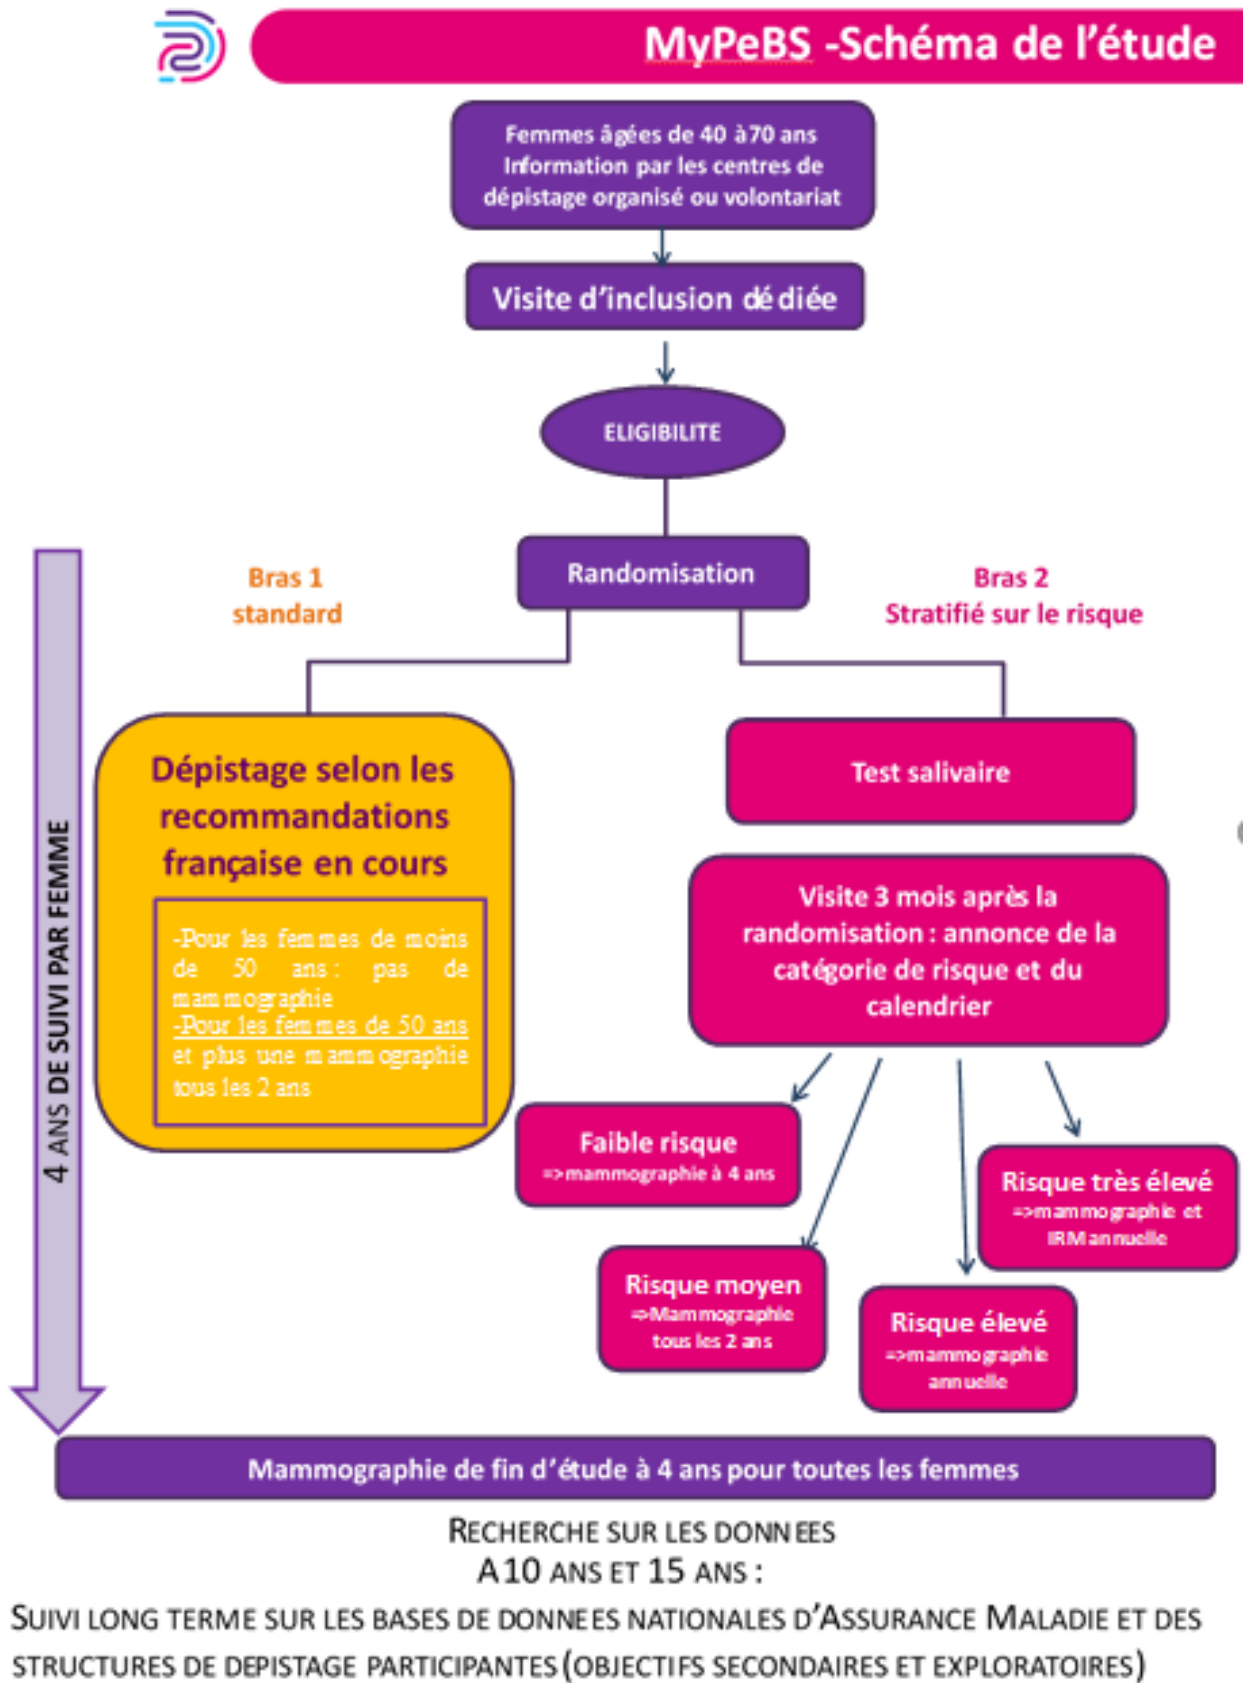 MyPeBS -Schéma de l'étude
Femmes âgées de 40 à 70 ans
Information par les centres de
dépistage organisé ou volontariat
Visite d'inclusion dédiée
ELIGIBILITE
Randomisation
Bras 1
standard
Bras 2
Stratifié sur le risque
4 ANS DE SUIVI PAR FEMME
Dépistage selon les
recommandations
française en cours
-Pour les femmes de moins
de 50 ans : pas de
mammographie
-Pour les femmes de 50 ans
et plus une mammographie
tous les 2 ans
Test salivaire
Visite 3 mois après la
randomisation : annonce de la
catégorie de risque et du
calendrier
Faible risque
=>mammographie à 4 ans
Risque moyen
=>Mammographie
tous les 2 ans
Risque élevé
=>mammographie
annuelle
Risque très élevé
=>mammographie et
IRM annuelle
Mammographie de fin d'étude à 4 ans pour toutes les femmes
RECHERCHE SUR LES DONNEES
A 10 ANS ET 15 ANS :
SUIVI LONG TERME SUR LES BASES DE DONNEES NATIONALES D'ASSURANCE MALADIE ET DES
STRUCTURES DE DEPISTAGE PARTICIPANTES (OBJECTIFS SECONDAIRES ET EXPLORATOIRES)